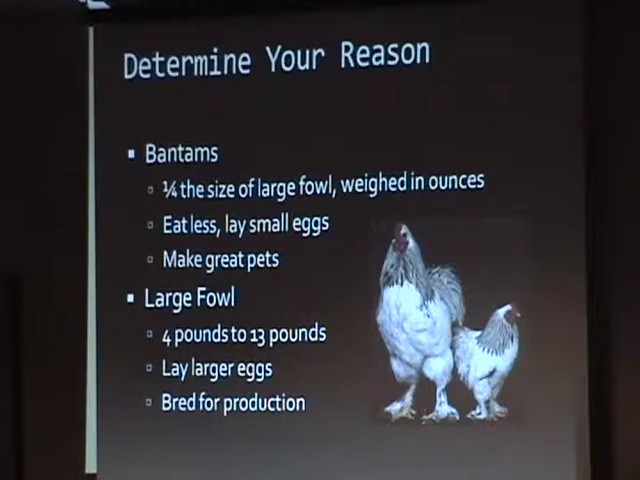 Determine Your Reason
▪ Bantams
▫ ¼ the size of large fowl, weighed in ounces
▫ Eat less, lay small eggs
▫ Make great pets
▪ Large Fowl
▫ 4 pounds to 13 pounds
▫ Lay larger eggs
▫ Bred for production